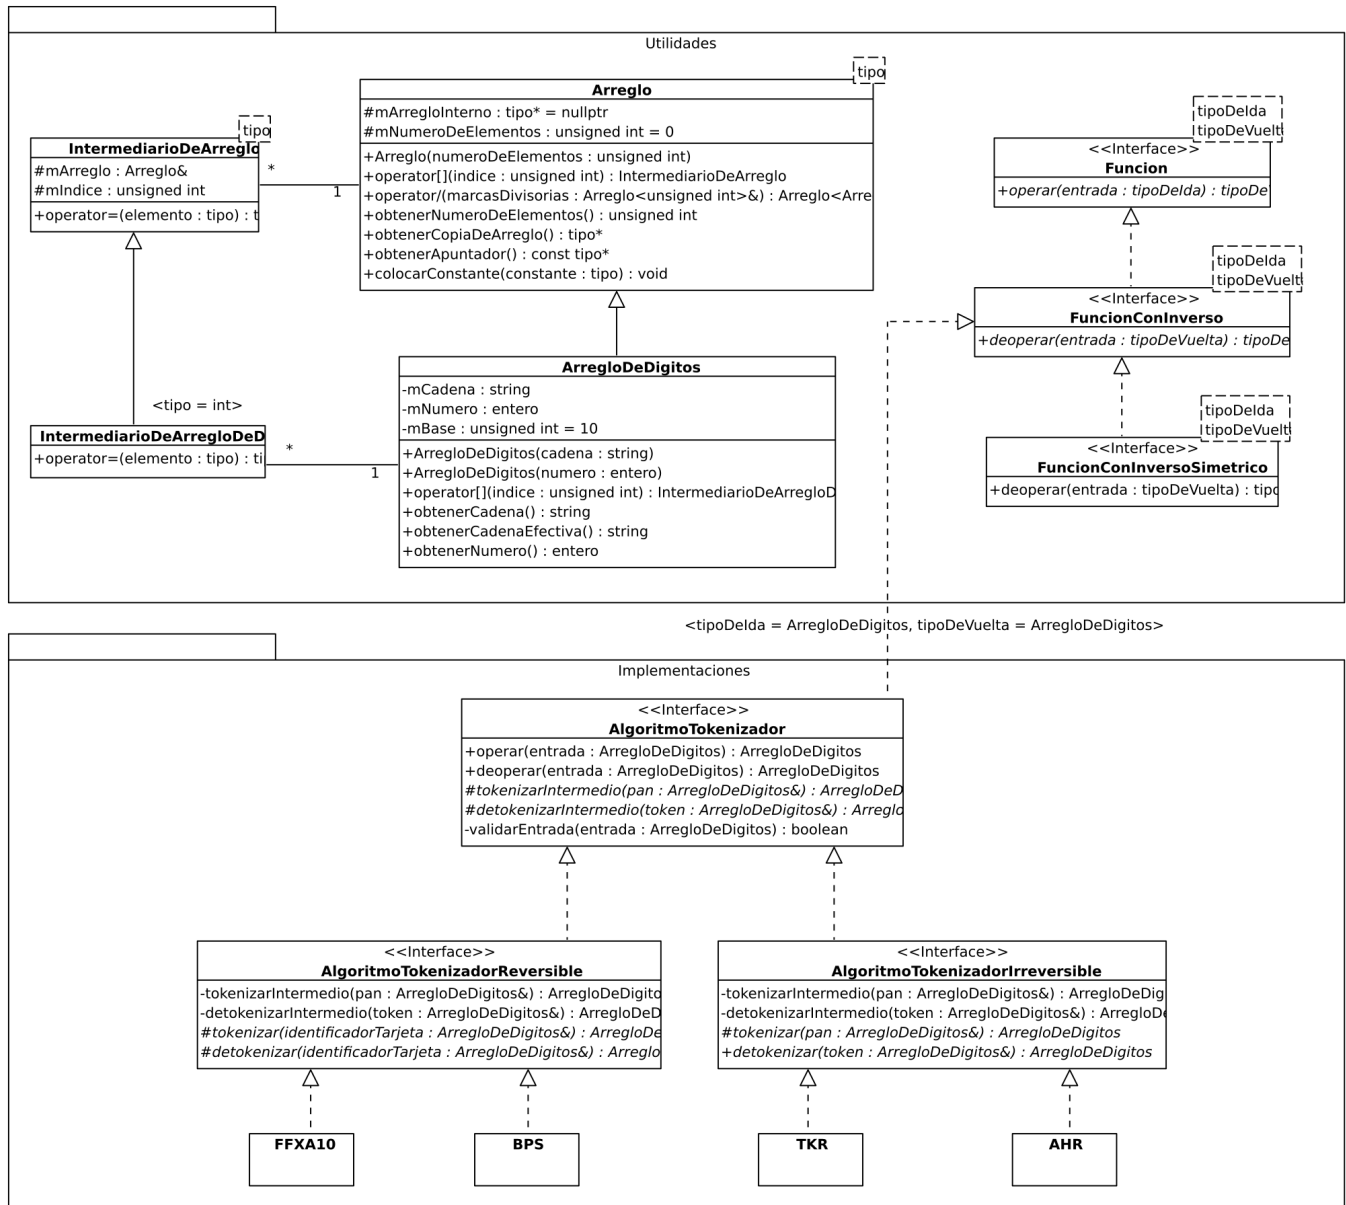 Utilidades
tipo
IntermediarioDeArreglo
#mArreglo : Arreglo&
#mIndice : unsigned int
+operator=(elemento : tipo) : t
*
1
tipo
Arreglo
#mArregloInterno : tipo* = nullptr
#mNumeroDeElementos : unsigned int = 0
+Arreglo(numeroDeElementos : unsigned int)
+operator[](indice : unsigned int) : IntermediarioDeArreglo
+operator/(marcasDivisorias : Arreglo<unsigned int>&) : Arreglo<Arre
+obtenerNumeroDeElementos() : unsigned int
+obtenerCopiaDeArreglo() : tipo*
+obtenerApuntador() : const tipo*
+colocarConstante(constante : tipo) : void
tipoDeIda
tipoDeVuelt
<<Interface>>
Funcion
+operar(entrada : tipoDeIda) : tipoDe
tipoDeIda
tipoDeVuelt
<<Interface>>
FuncionConInverso
+deoperar(entrada : tipoDeVuelta) : tipoDe
tipoDeIda
tipoDeVuelt
<<Interface>>
FuncionConInversoSimetrico
+deoperar(entrada : tipoDeVuelta) : tipo
<tipo = int>
IntermediarioDeArregloDeD
+operator=(elemento : tipo) : ti
*
1
ArregloDeDigitos
-mCadena : string
-mNumero : entero
-mBase : unsigned int = 10
+ArregloDeDigitos(cadena : string)
+ArregloDeDigitos(numero : entero)
+operator[](indice : unsigned int) : IntermediarioDeArregloD
+obtenerCadena() : string
+obtenerCadenaEfectiva() : string
+obtenerNumero() : entero
<tipoDeIda = ArregloDeDigitos, tipoDeVuelta = ArregloDeDigitos>
Implementaciones
<<Interface>>
AlgoritmoTokenizador
+operar(entrada : ArregloDeDigitos) : ArregloDeDigitos
+deoperar(entrada : ArregloDeDigitos) : ArregloDeDigitos
#tokenizarIntermedio(pan : ArregloDeDigitos&) : ArregloDeD
#detokenizarIntermedio(token : ArregloDeDigitos&) : Arreglo
-validarEntrada(entrada : ArregloDeDigitos) : boolean
<<Interface>>
AlgoritmoTokenizadorReversible
-tokenizarIntermedio(pan : ArregloDeDigitos&) : ArregloDeDigito
-detokenizarIntermedio(token : ArregloDeDigitos&) : ArregloDeD
#tokenizar(identificadorTarjeta : ArregloDeDigitos&) : ArregloDe
#detokenizar(identificadorTarjeta : ArregloDeDigitos&) : Arreglo
<<Interface>>
AlgoritmoTokenizadorIrreversible
-tokenizarIntermedio(pan : ArregloDeDigitos&) : ArregloDeDig
-detokenizarIntermedio(token : ArregloDeDigitos&) : ArregloDe
#tokenizar(pan : ArregloDeDigitos&) : ArregloDeDigitos
+detokenizar(token : ArregloDeDigitos&) : ArregloDeDigitos
FFXA10
BPS
TKR
AHR